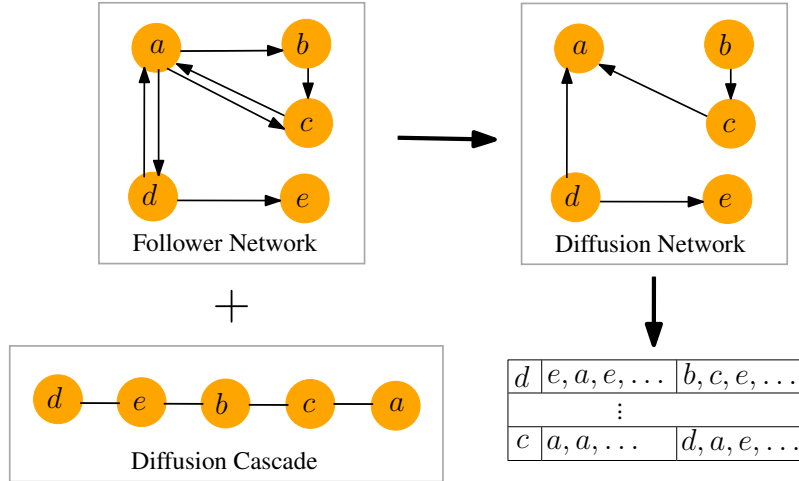 a b
c
d e
Follower Network
+
d e b c a
Diffusion Cascade
a b
c
d e
Diffusion Network
d e, a, e, ... b, c, e, ...
⋮
c a, a, ... d, a, e, ...